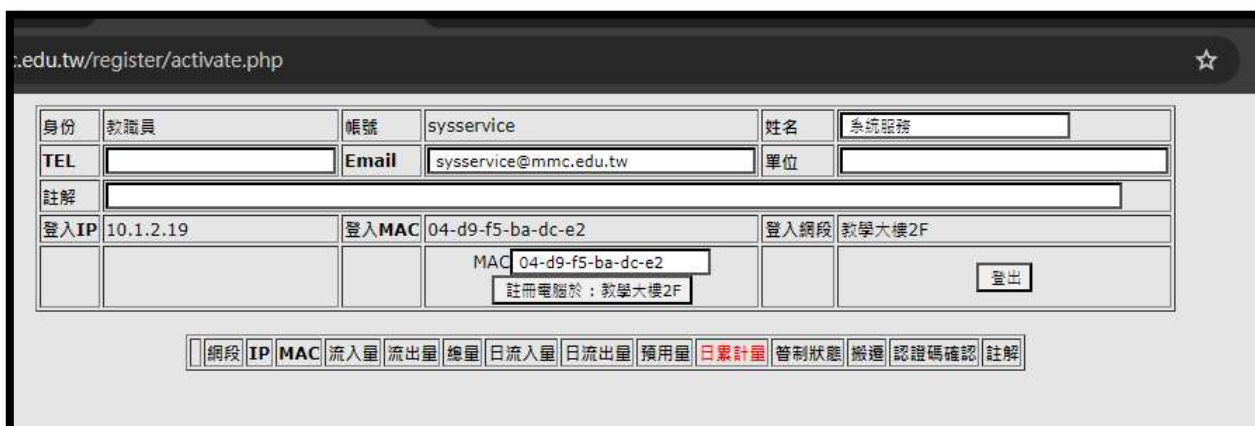 :.edu.tw/register/activate.php
身份 教職員 帳號 sysservice 姓名 系統服務
TEL Email sysservice@mmc.edu.tw 單位
註解
登入IP 10.1.2.19 登入MAC 04-d9-f5-ba-dc-e2 登入網段 教學大樓2F
MAC 04-d9-f5-ba-dc-e2
註冊電腦於：教學大樓2F 登出
網段 IP MAC 流入量 流出量 總量 日流入量 日流出量 預用量 日累計量 管制狀態 搬遷 認證碼確認 註解